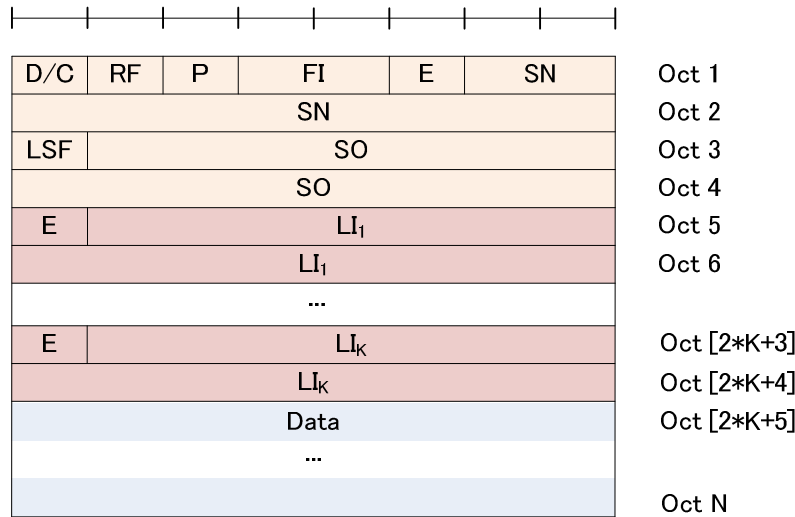 D/C RF P FI E SN Oct 1
SN Oct 2
LSF SO Oct 3
SO Oct 4
E LI₁ Oct 5
LI₁ Oct 6
...
E LIK Oct [2*K+3]
LIK Oct [2*K+4]
Data Oct [2*K+5]
...
Oct N